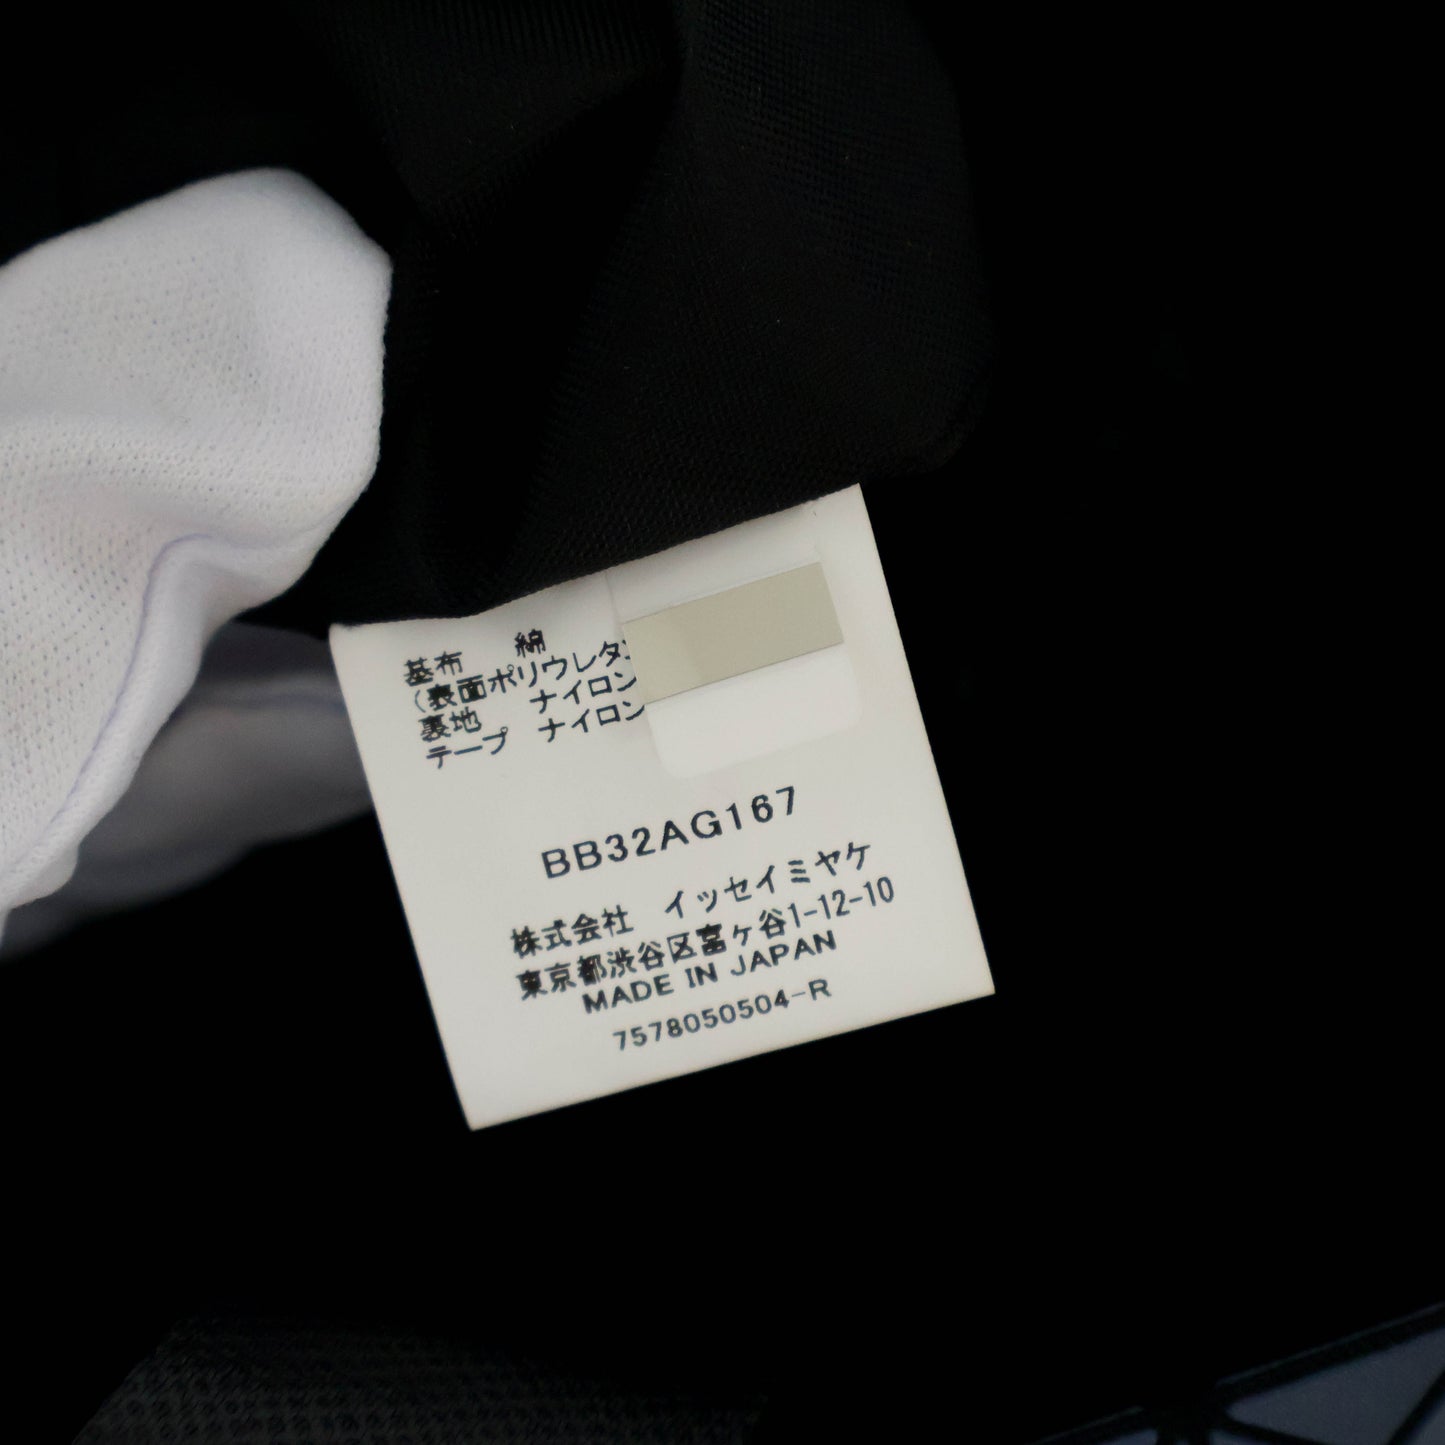 基布 綿
(表面ポリウレタ
裏地 ナイロン
テープ ナイロン
BB32AG167
株式会社 イッセイミヤケ
東京都渋谷区富ヶ谷1-12-10
MADE IN JAPAN
7578050504-R